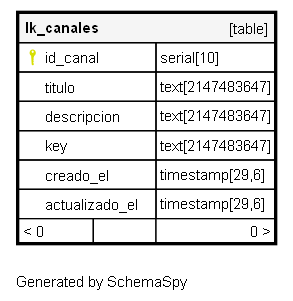 lk_canales [table]
id_canal serial[10]
titulo text[2147483647]
descripcion text[2147483647]
key text[2147483647]
creado_el timestamp[29,6]
actualizado_el timestamp[29,6]
< 0 0 >
Generated by SchemaSpy